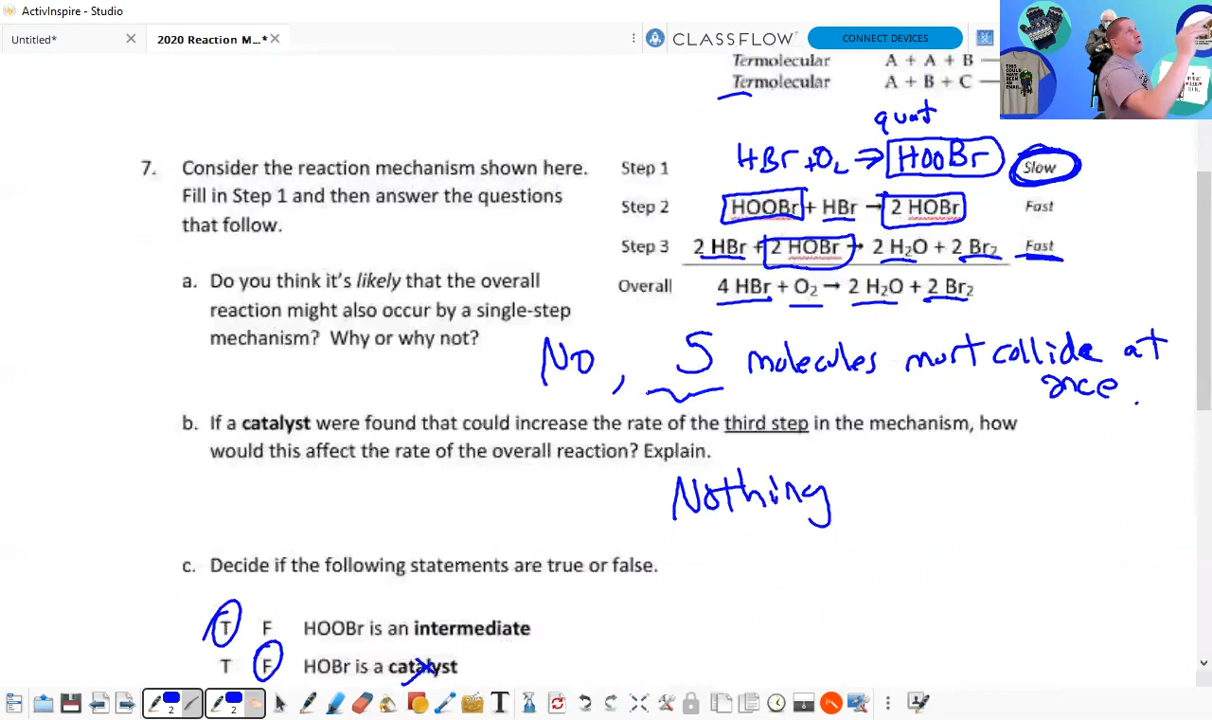 ActivInspire - Studio
Untitled*
2020 Reaction M...*
CLASSFLOW
CONNECT DEVICES
Termolecular A + A + B
Termolecular A + B + C
7. Consider the reaction mechanism shown here.
Fill in Step 1 and then answer the questions
that follow.
Step 1 HBr + O₂ → HOOBr Slow
Step 2 HOOBr + HBr → 2 HOBr Fast
Step 3 2 HBr + 2 HOBr → 2 H₂O + 2 Br₂ Fast
Overall 4 HBr + O₂ → 2 H₂O + 2 Br₂
a. Do you think it's likely that the overall
reaction might also occur by a single-step
mechanism? Why or why not?
No, 5 molecules must collide at
once.
b. If a catalyst were found that could increase the rate of the third step in the mechanism, how
would this affect the rate of the overall reaction? Explain.
Nothing
c. Decide if the following statements are true or false.
T F HOOBr is an intermediate
T F HOBr is a catalyst
2
2
T